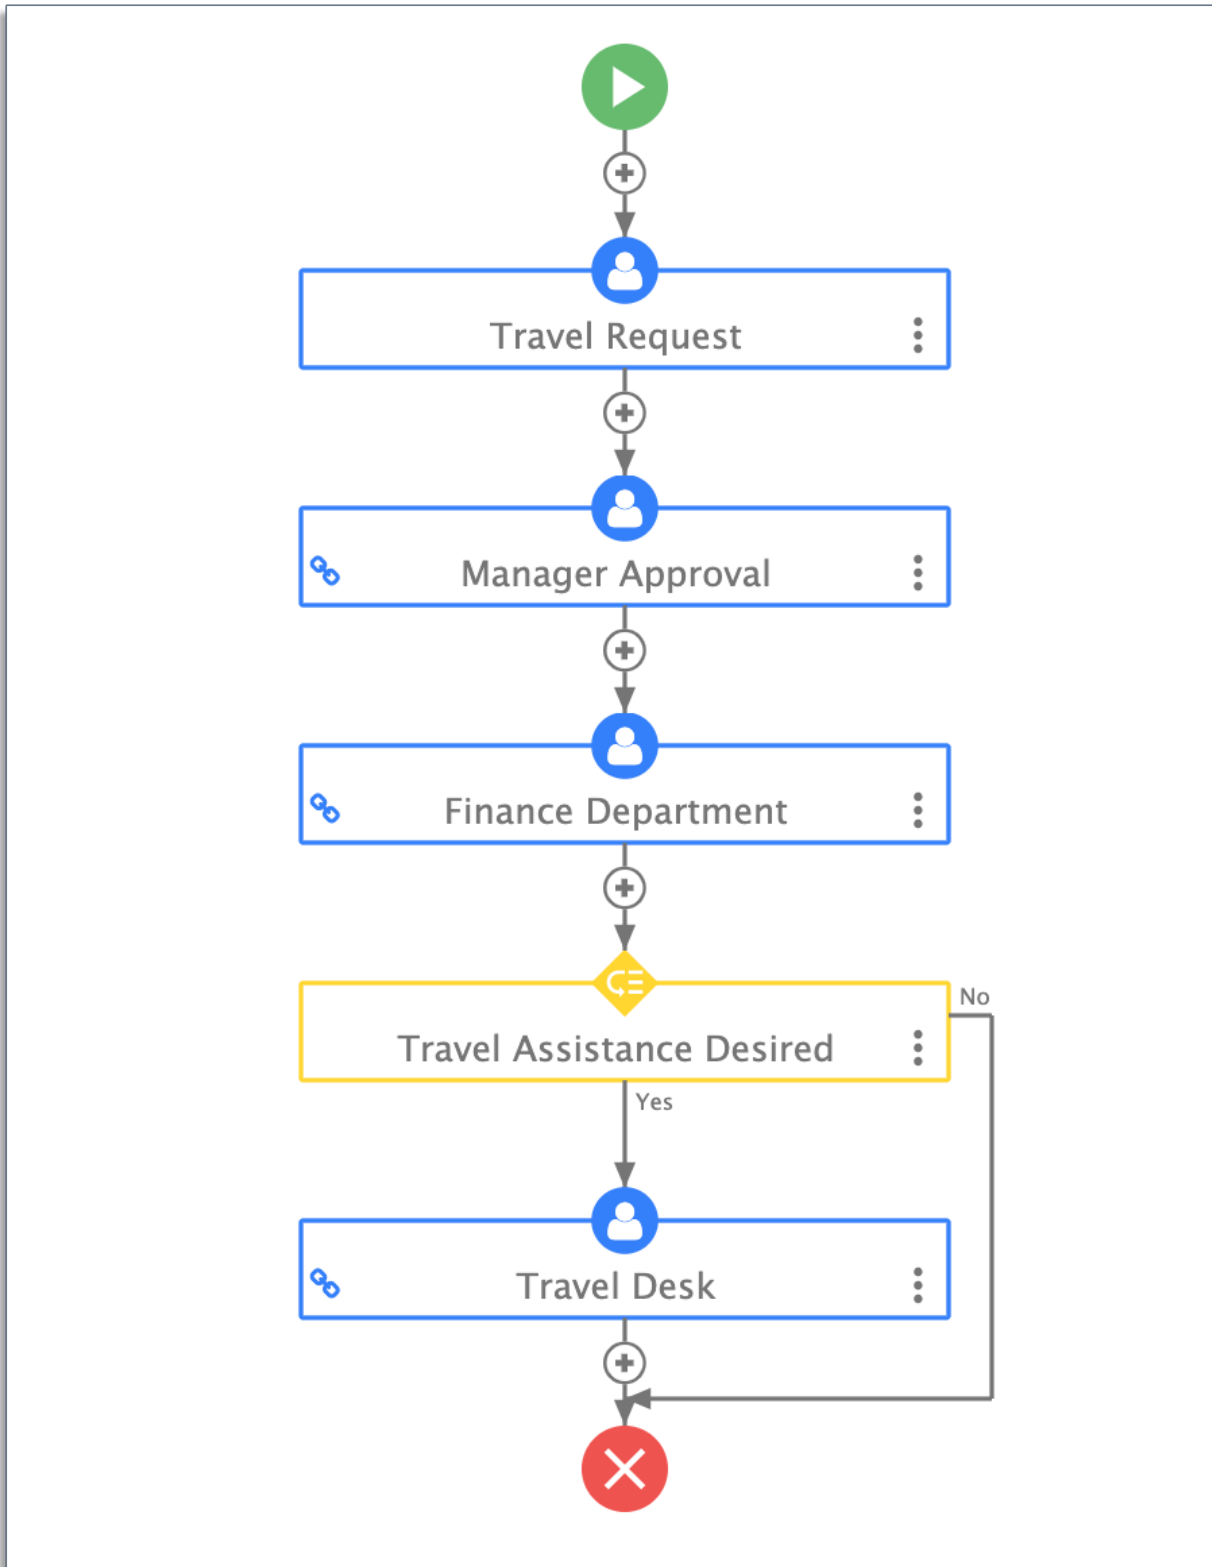 Travel Request
Manager Approval
Finance Department
Travel Assistance Desired
No
Yes
Travel Desk